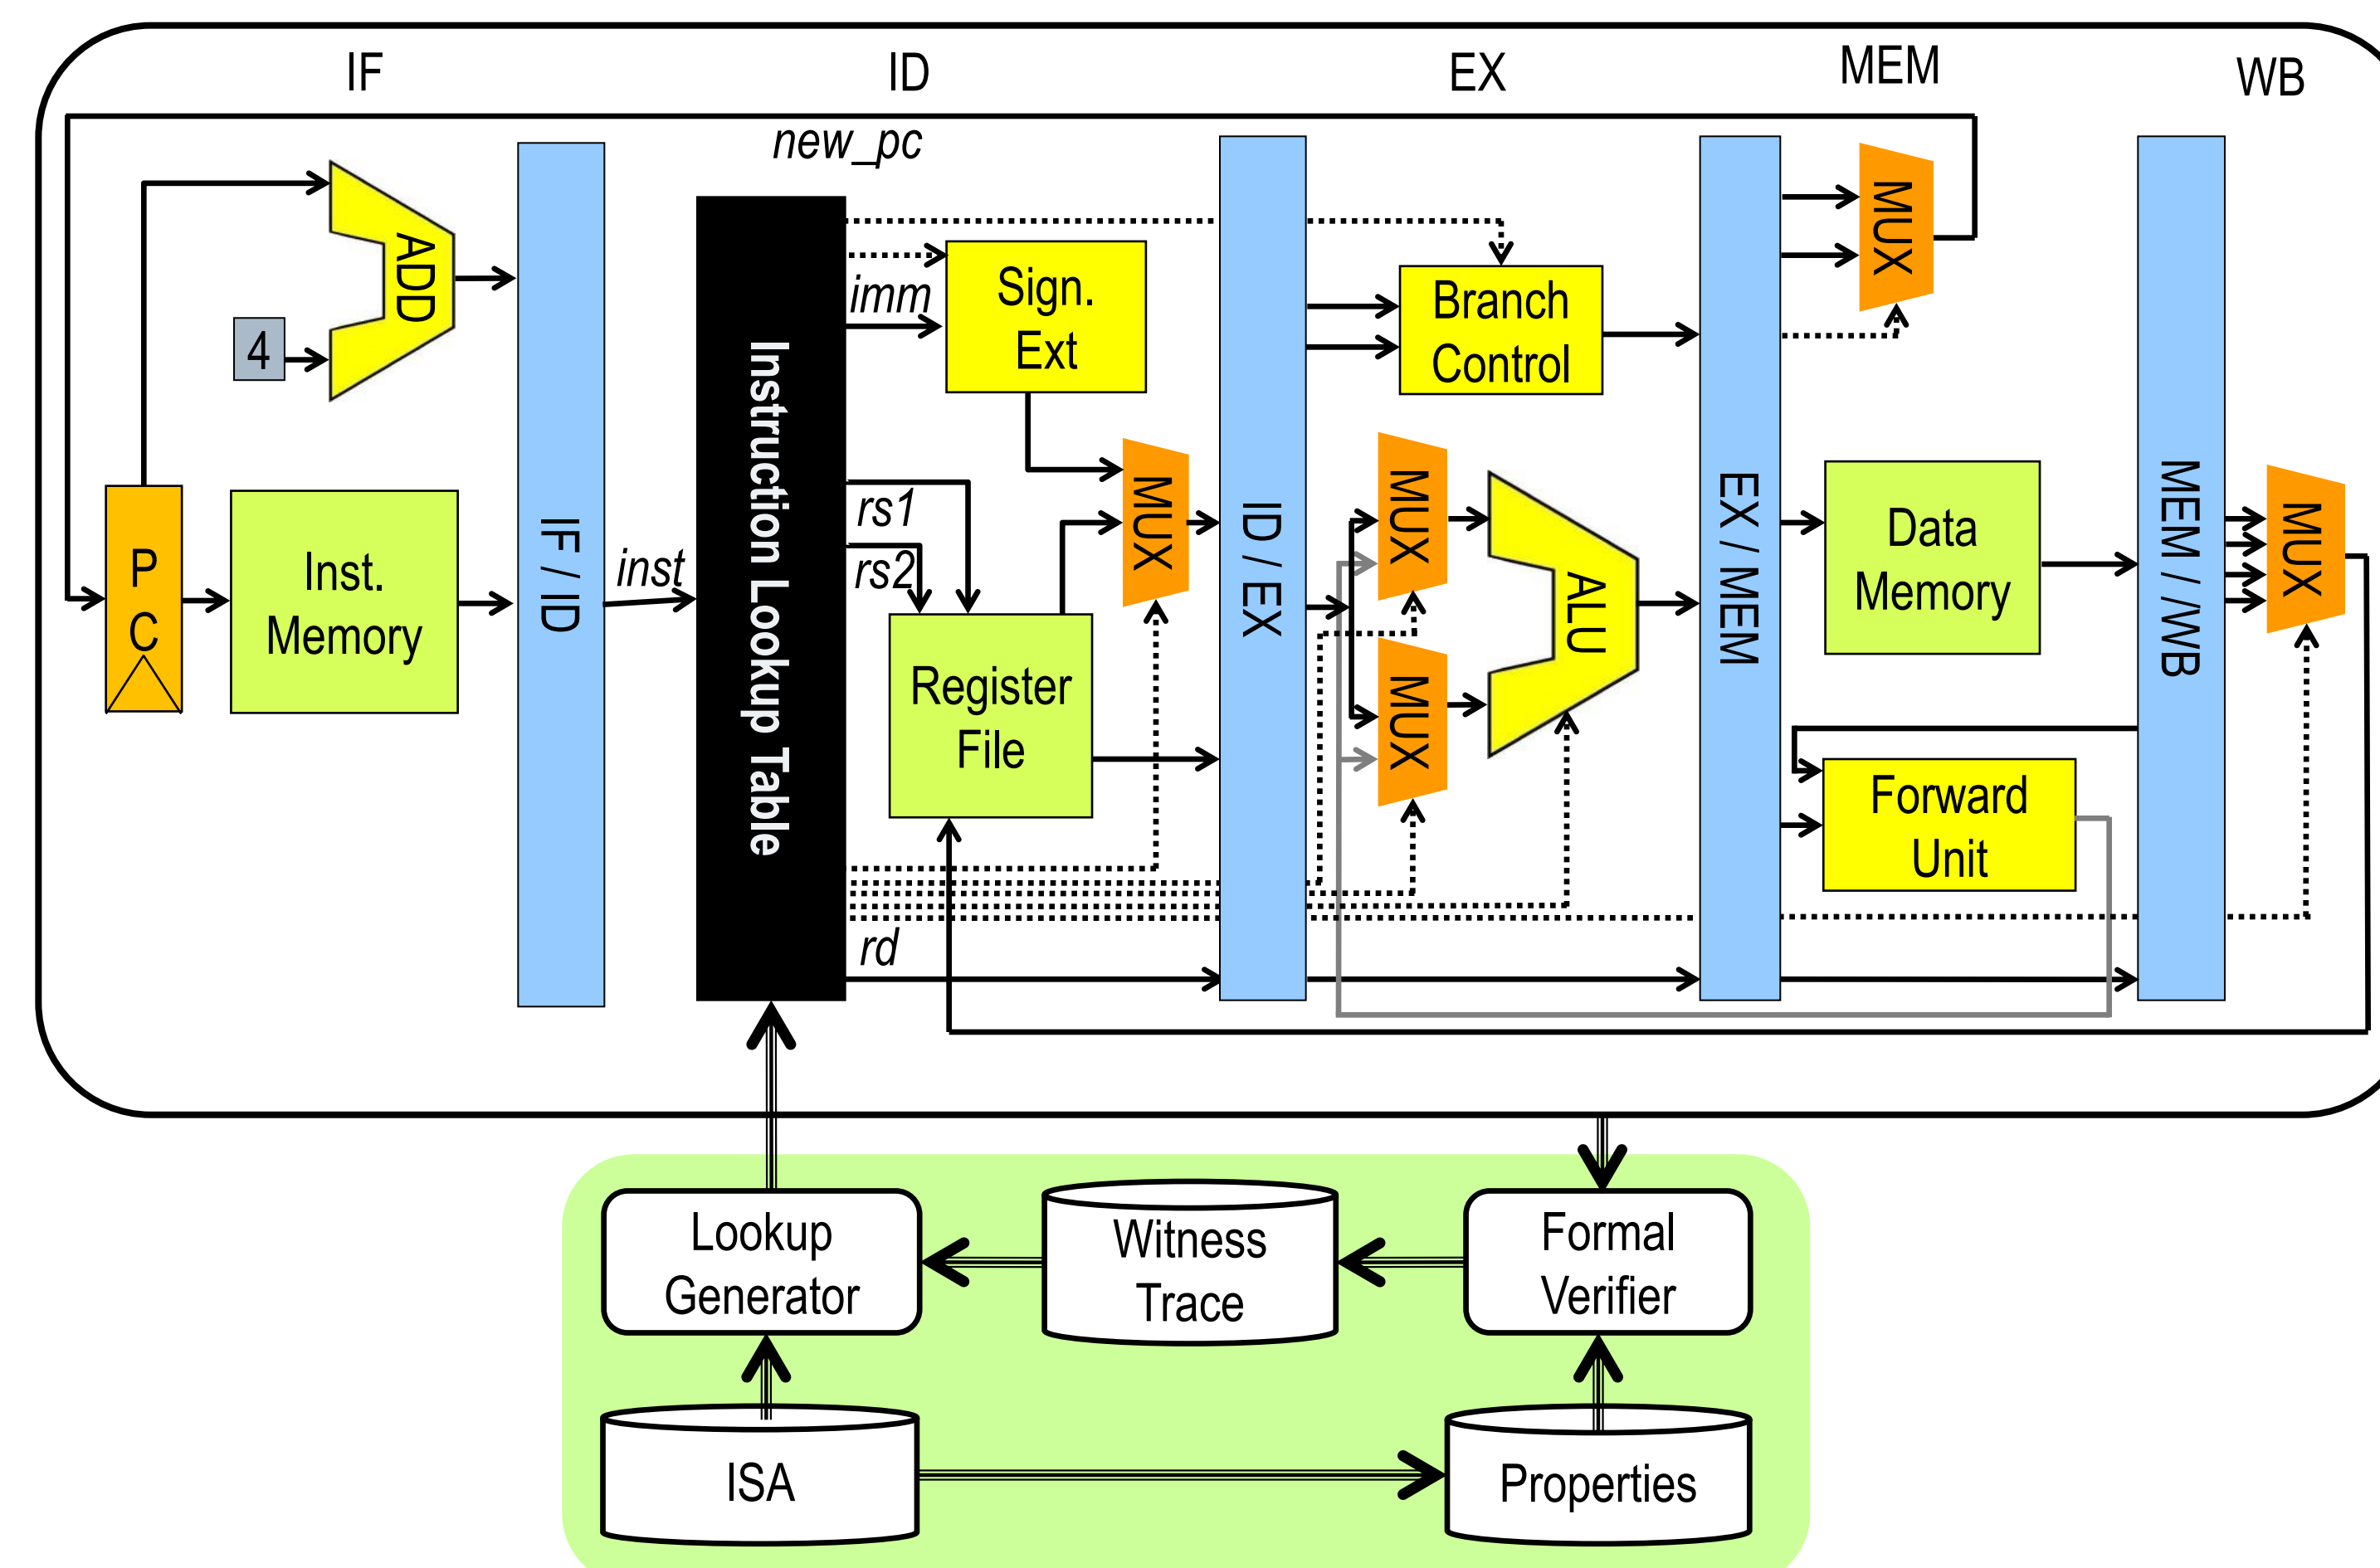 IF
ID
EX
MEM
WB
new_pc
ADD
4
P
C
Inst.
Memory
IF / ID
inst
Instruction Lookup Table
imm
Sign.
Ext
rs1
rs2
MUX
Register
File
rd
ID / EX
Branch
Control
MUX
MUX
ALU
EX / MEM
MUX
Data
Memory
Forward
Unit
MEM / WB
MUX
Lookup
Generator
Witness
Trace
Formal
Verifier
ISA
Properties